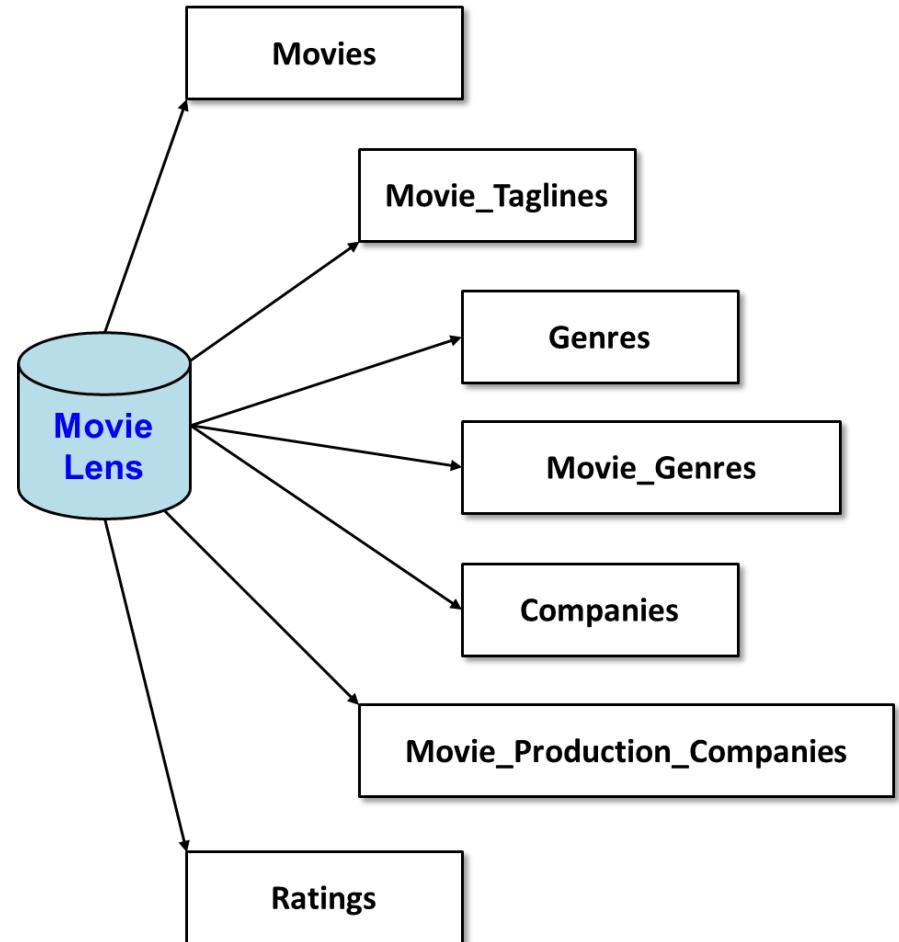 Movies
Movie_Taglines
Genres
Movie
Lens
Movie_Genres
Companies
Movie_Production_Companies
Ratings